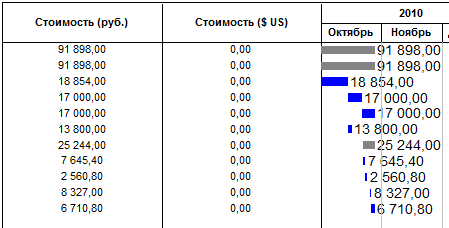 Стоимость (руб.) Стоимость ($ US) 2010
Октябрь Ноябрь
91 898,00 0,00 91 898,00
91 898,00 0,00 91 898,00
18 854,00 0,00 18 854,00
17 000,00 0,00 17 000,00
17 000,00 0,00 17 000,00
13 800,00 0,00 13 800,00
25 244,00 0,00 25 244,00
7 645,40 0,00 7 645,40
2 560,80 0,00 2 560,80
8 327,00 0,00 8 327,00
6 710,80 0,00 6 710,80